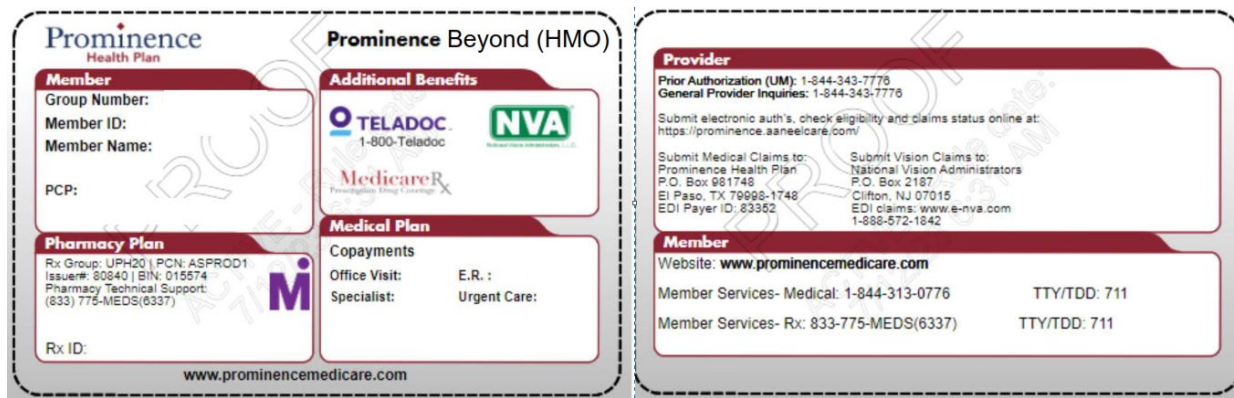 Prominence
Health Plan
Prominence Beyond (HMO)
Member
Group Number:
Member ID:
Member Name:
PCP:
Additional Benefits
TELADOC
1-800-Teladoc
NVA
National Vision Administrators, L.L.C.
MedicareRx
Prescription Drug Coverage
Pharmacy Plan
Rx Group: UPH20 | PCN: ASPROD1
Issuer#: 80840 | BIN: 015574
Pharmacy Technical Support:
(833) 775-MEDS(6337)
Rx ID:
Medical Plan
Copayments
Office Visit: E.R. :
Specialist: Urgent Care:
www.prominencemedicare.com
PROOF
Provider
Prior Authorization (UM): 1-844-343-7776
General Provider Inquiries: 1-844-343-7776
Submit electronic auth's, check eligibility and claims status online at:
https://prominence.aaneelcare.com/
Submit Medical Claims to:
Prominence Health Plan
P.O. Box 981748
El Paso, TX 79998-1748
EDI Payer ID: 83352
Submit Vision Claims to:
National Vision Administrators
P.O. Box 2187
Clifton, NJ 07015
EDI claims: www.e-nva.com
1-888-572-1842
Member
Website: www.prominencemedicare.com
Member Services- Medical: 1-844-313-0776 TTY/TDD: 711
Member Services- Rx: 833-775-MEDS(6337) TTY/TDD: 711
PROOF